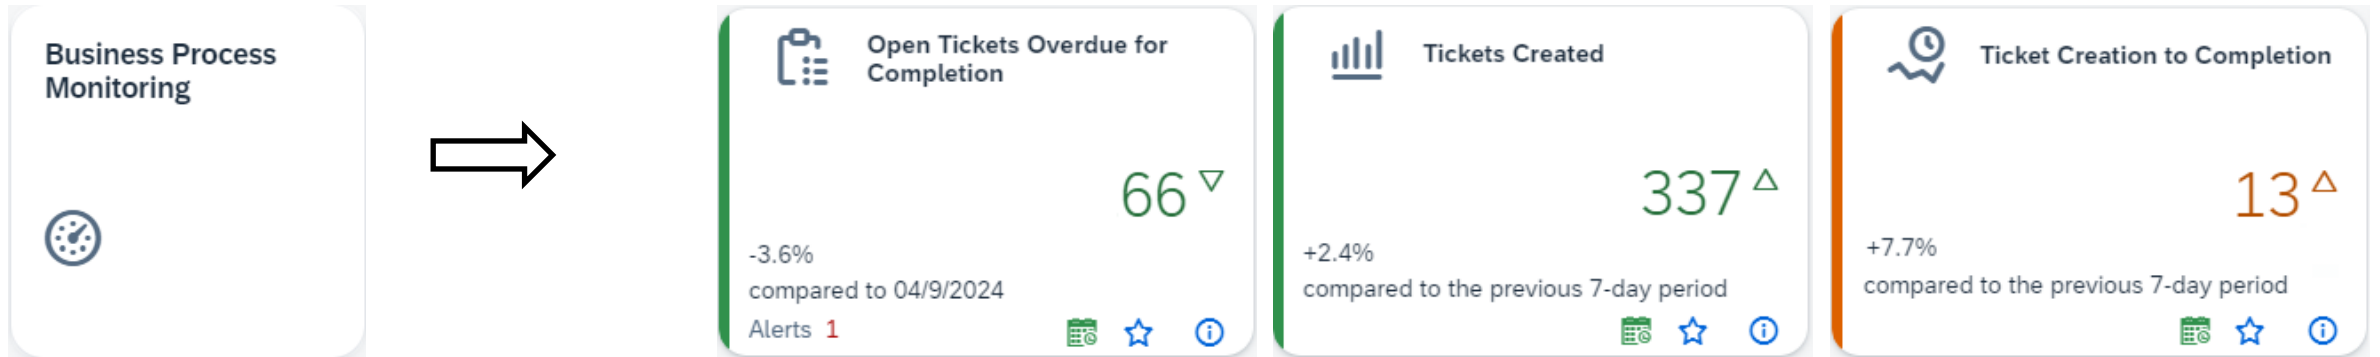 Business Process
Monitoring
Open Tickets Overdue for
Completion
66
-3.6%
compared to 04/9/2024
Alerts 1
Tickets Created
337
+2.4%
compared to the previous 7-day period
Ticket Creation to Completion
13
+7.7%
compared to the previous 7-day period